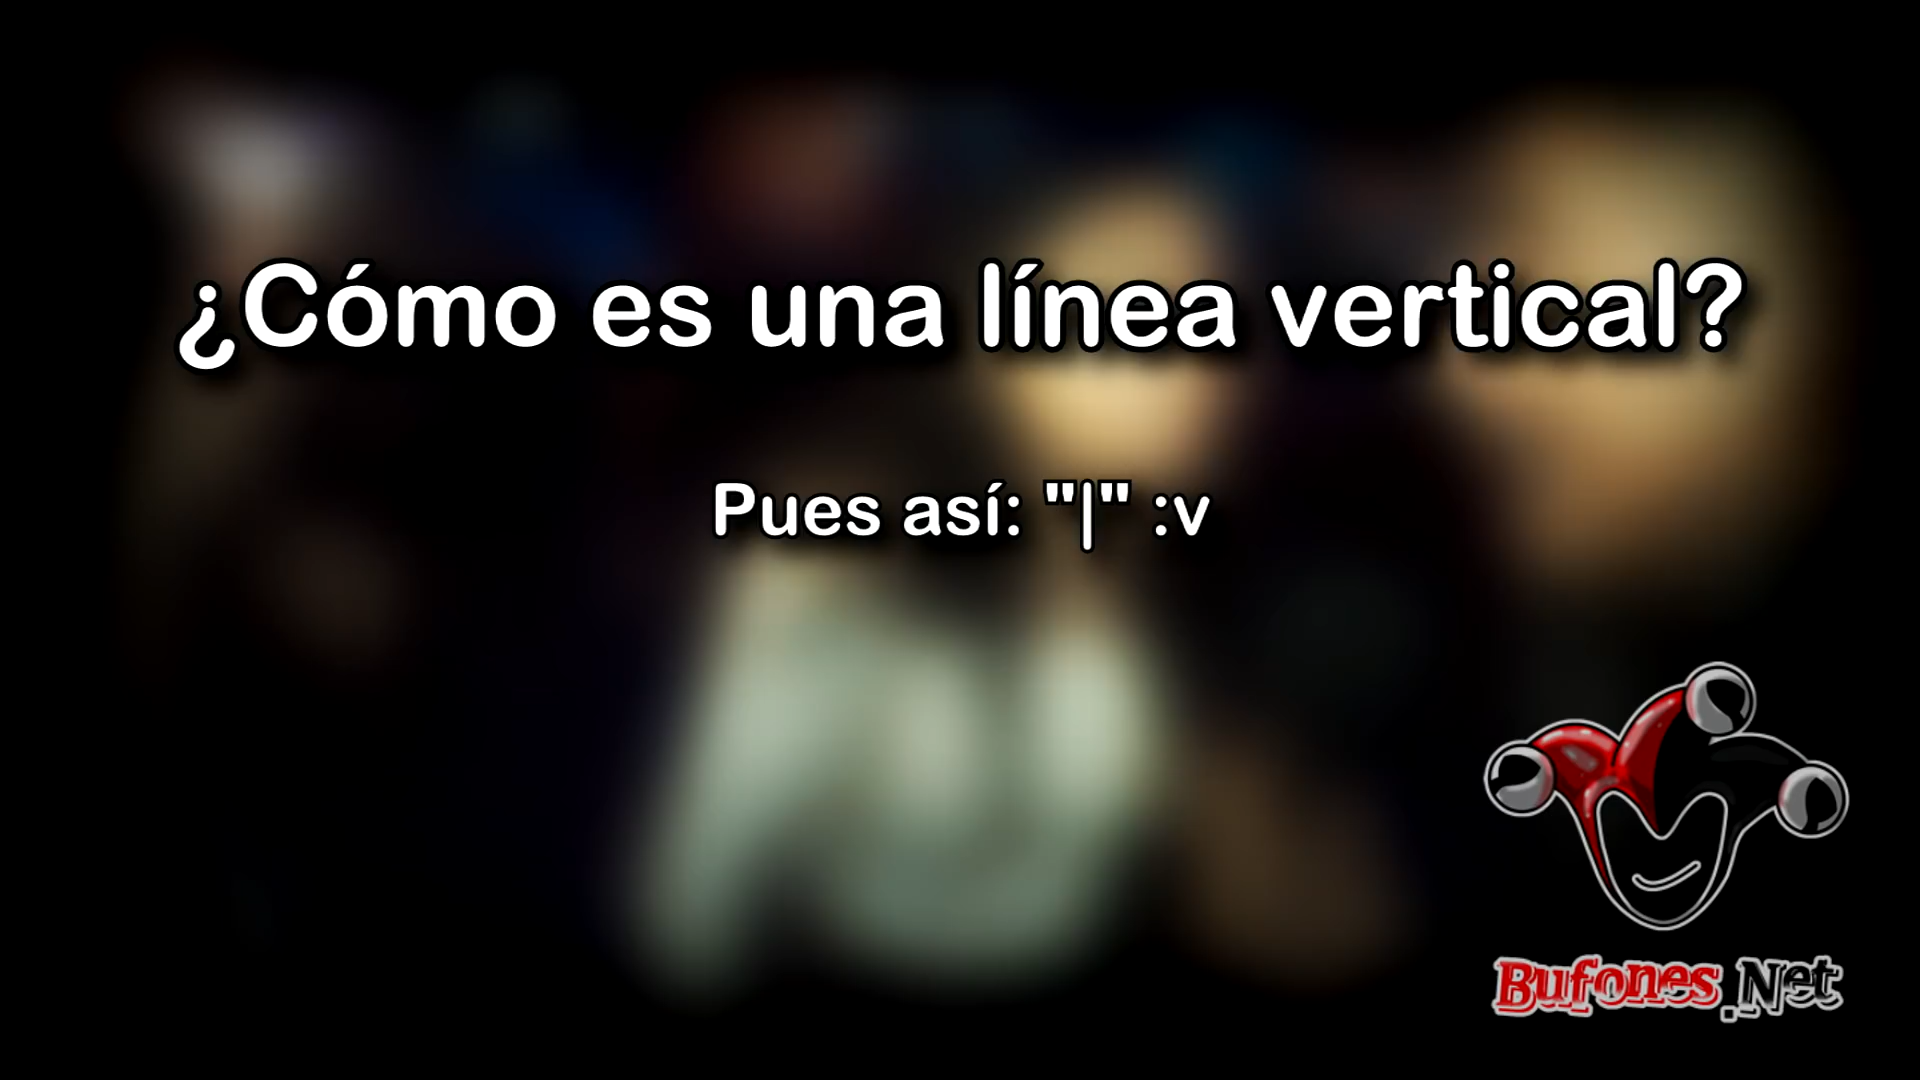 ¿Cómo es una línea vertical?
Pues así: "|" :v
Bufones.Net